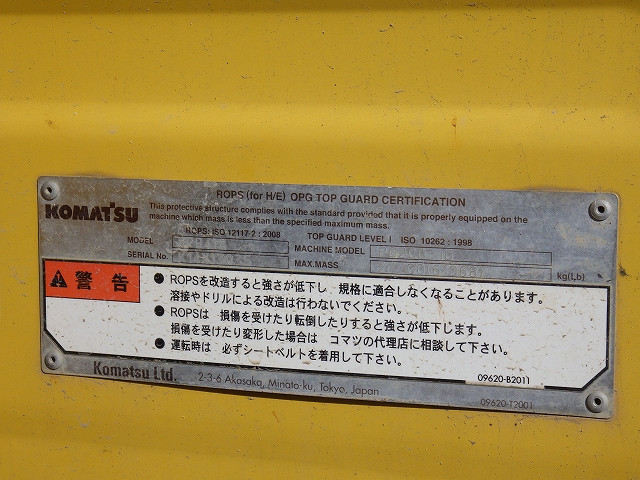 ROPS (for H/E) OPG TOP GUARD CERTIFICATION
KOMATSU
This protective structure complies with the standard provided that it is properly equipped on the
machine which mass is less than the specified maximum mass.
ROPS: ISO 12117-2 : 2008 TOP GUARD LEVEL I ISO 10262 : 1998
MODEL MACHINE MODEL
SERIAL No. MAX.MASS kg(Lb)
警告
● ROPSを改造すると強さが低下し 規格に適合しなくなることがあります。
溶接やドリルによる改造は行わないでください。
● ROPSは 損傷を受けたり転倒したりすると強さが低下します。
損傷を受けたり変形した場合は コマツの代理店に相談して下さい。
● 運転時は 必ずシートベルトを着用して下さい。
09620-B2011
Komatsu Ltd. 2-3-6 Akasaka, Minato-ku, Tokyo, Japan
09620-T2001